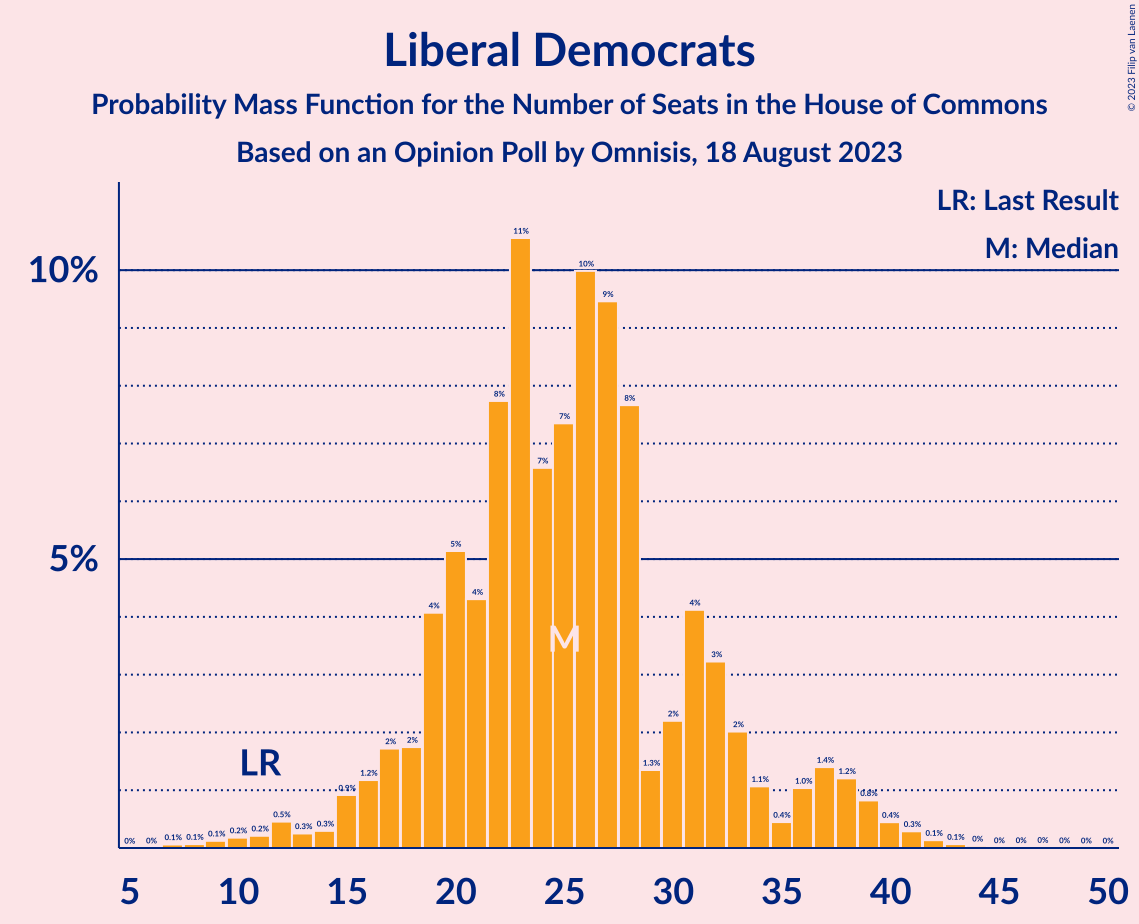 © 2023 Filip van Laenen
Liberal Democrats
Probability Mass Function for the Number of Seats in the House of Commons
Based on an Opinion Poll by Omnisis, 18 August 2023
LR: Last Result
M: Median
10%
5%
LR
M
0% 0% 0.1% 0.1% 0.1% 0.2% 0.2% 0.5% 0.3% 0.3% 0.9% 1.2% 2% 2% 4% 5% 4% 8% 11% 7% 7% 10% 9% 8% 1.3% 2% 4% 3% 2% 1.1% 0.4% 1.0% 1.4% 1.2% 0.8% 0.4% 0.3% 0.1% 0.1% 0% 0% 0% 0% 0% 0% 0%
5 10 15 20 25 30 35 40 45 50